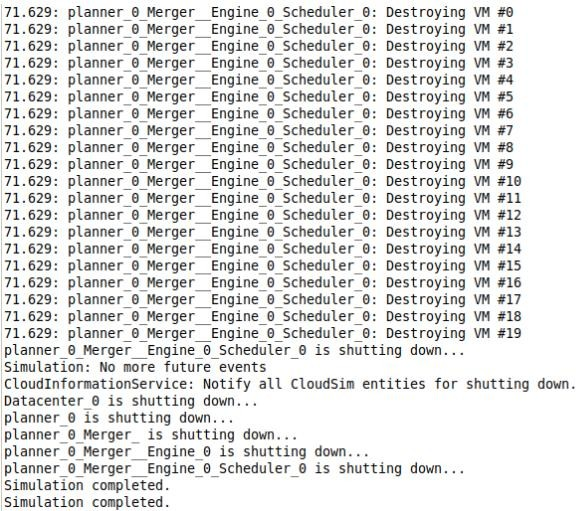 71.629: planner_0_Merger__Engine_0_Scheduler_0: Destroying VM #0
71.629: planner_0_Merger__Engine_0_Scheduler_0: Destroying VM #1
71.629: planner_0_Merger__Engine_0_Scheduler_0: Destroying VM #2
71.629: planner_0_Merger__Engine_0_Scheduler_0: Destroying VM #3
71.629: planner_0_Merger__Engine_0_Scheduler_0: Destroying VM #4
71.629: planner_0_Merger__Engine_0_Scheduler_0: Destroying VM #5
71.629: planner_0_Merger__Engine_0_Scheduler_0: Destroying VM #6
71.629: planner_0_Merger__Engine_0_Scheduler_0: Destroying VM #7
71.629: planner_0_Merger__Engine_0_Scheduler_0: Destroying VM #8
71.629: planner_0_Merger__Engine_0_Scheduler_0: Destroying VM #9
71.629: planner_0_Merger__Engine_0_Scheduler_0: Destroying VM #10
71.629: planner_0_Merger__Engine_0_Scheduler_0: Destroying VM #11
71.629: planner_0_Merger__Engine_0_Scheduler_0: Destroying VM #12
71.629: planner_0_Merger__Engine_0_Scheduler_0: Destroying VM #13
71.629: planner_0_Merger__Engine_0_Scheduler_0: Destroying VM #14
71.629: planner_0_Merger__Engine_0_Scheduler_0: Destroying VM #15
71.629: planner_0_Merger__Engine_0_Scheduler_0: Destroying VM #16
71.629: planner_0_Merger__Engine_0_Scheduler_0: Destroying VM #17
71.629: planner_0_Merger__Engine_0_Scheduler_0: Destroying VM #18
71.629: planner_0_Merger__Engine_0_Scheduler_0: Destroying VM #19
planner_0_Merger__Engine_0_Scheduler_0 is shutting down...
Simulation: No more future events
CloudInformationService: Notify all CloudSim entities for shutting down.
Datacenter_0 is shutting down...
planner_0 is shutting down...
planner_0_Merger_ is shutting down...
planner_0_Merger__Engine_0 is shutting down...
planner_0_Merger__Engine_0_Scheduler_0 is shutting down...
Simulation completed.
Simulation completed.